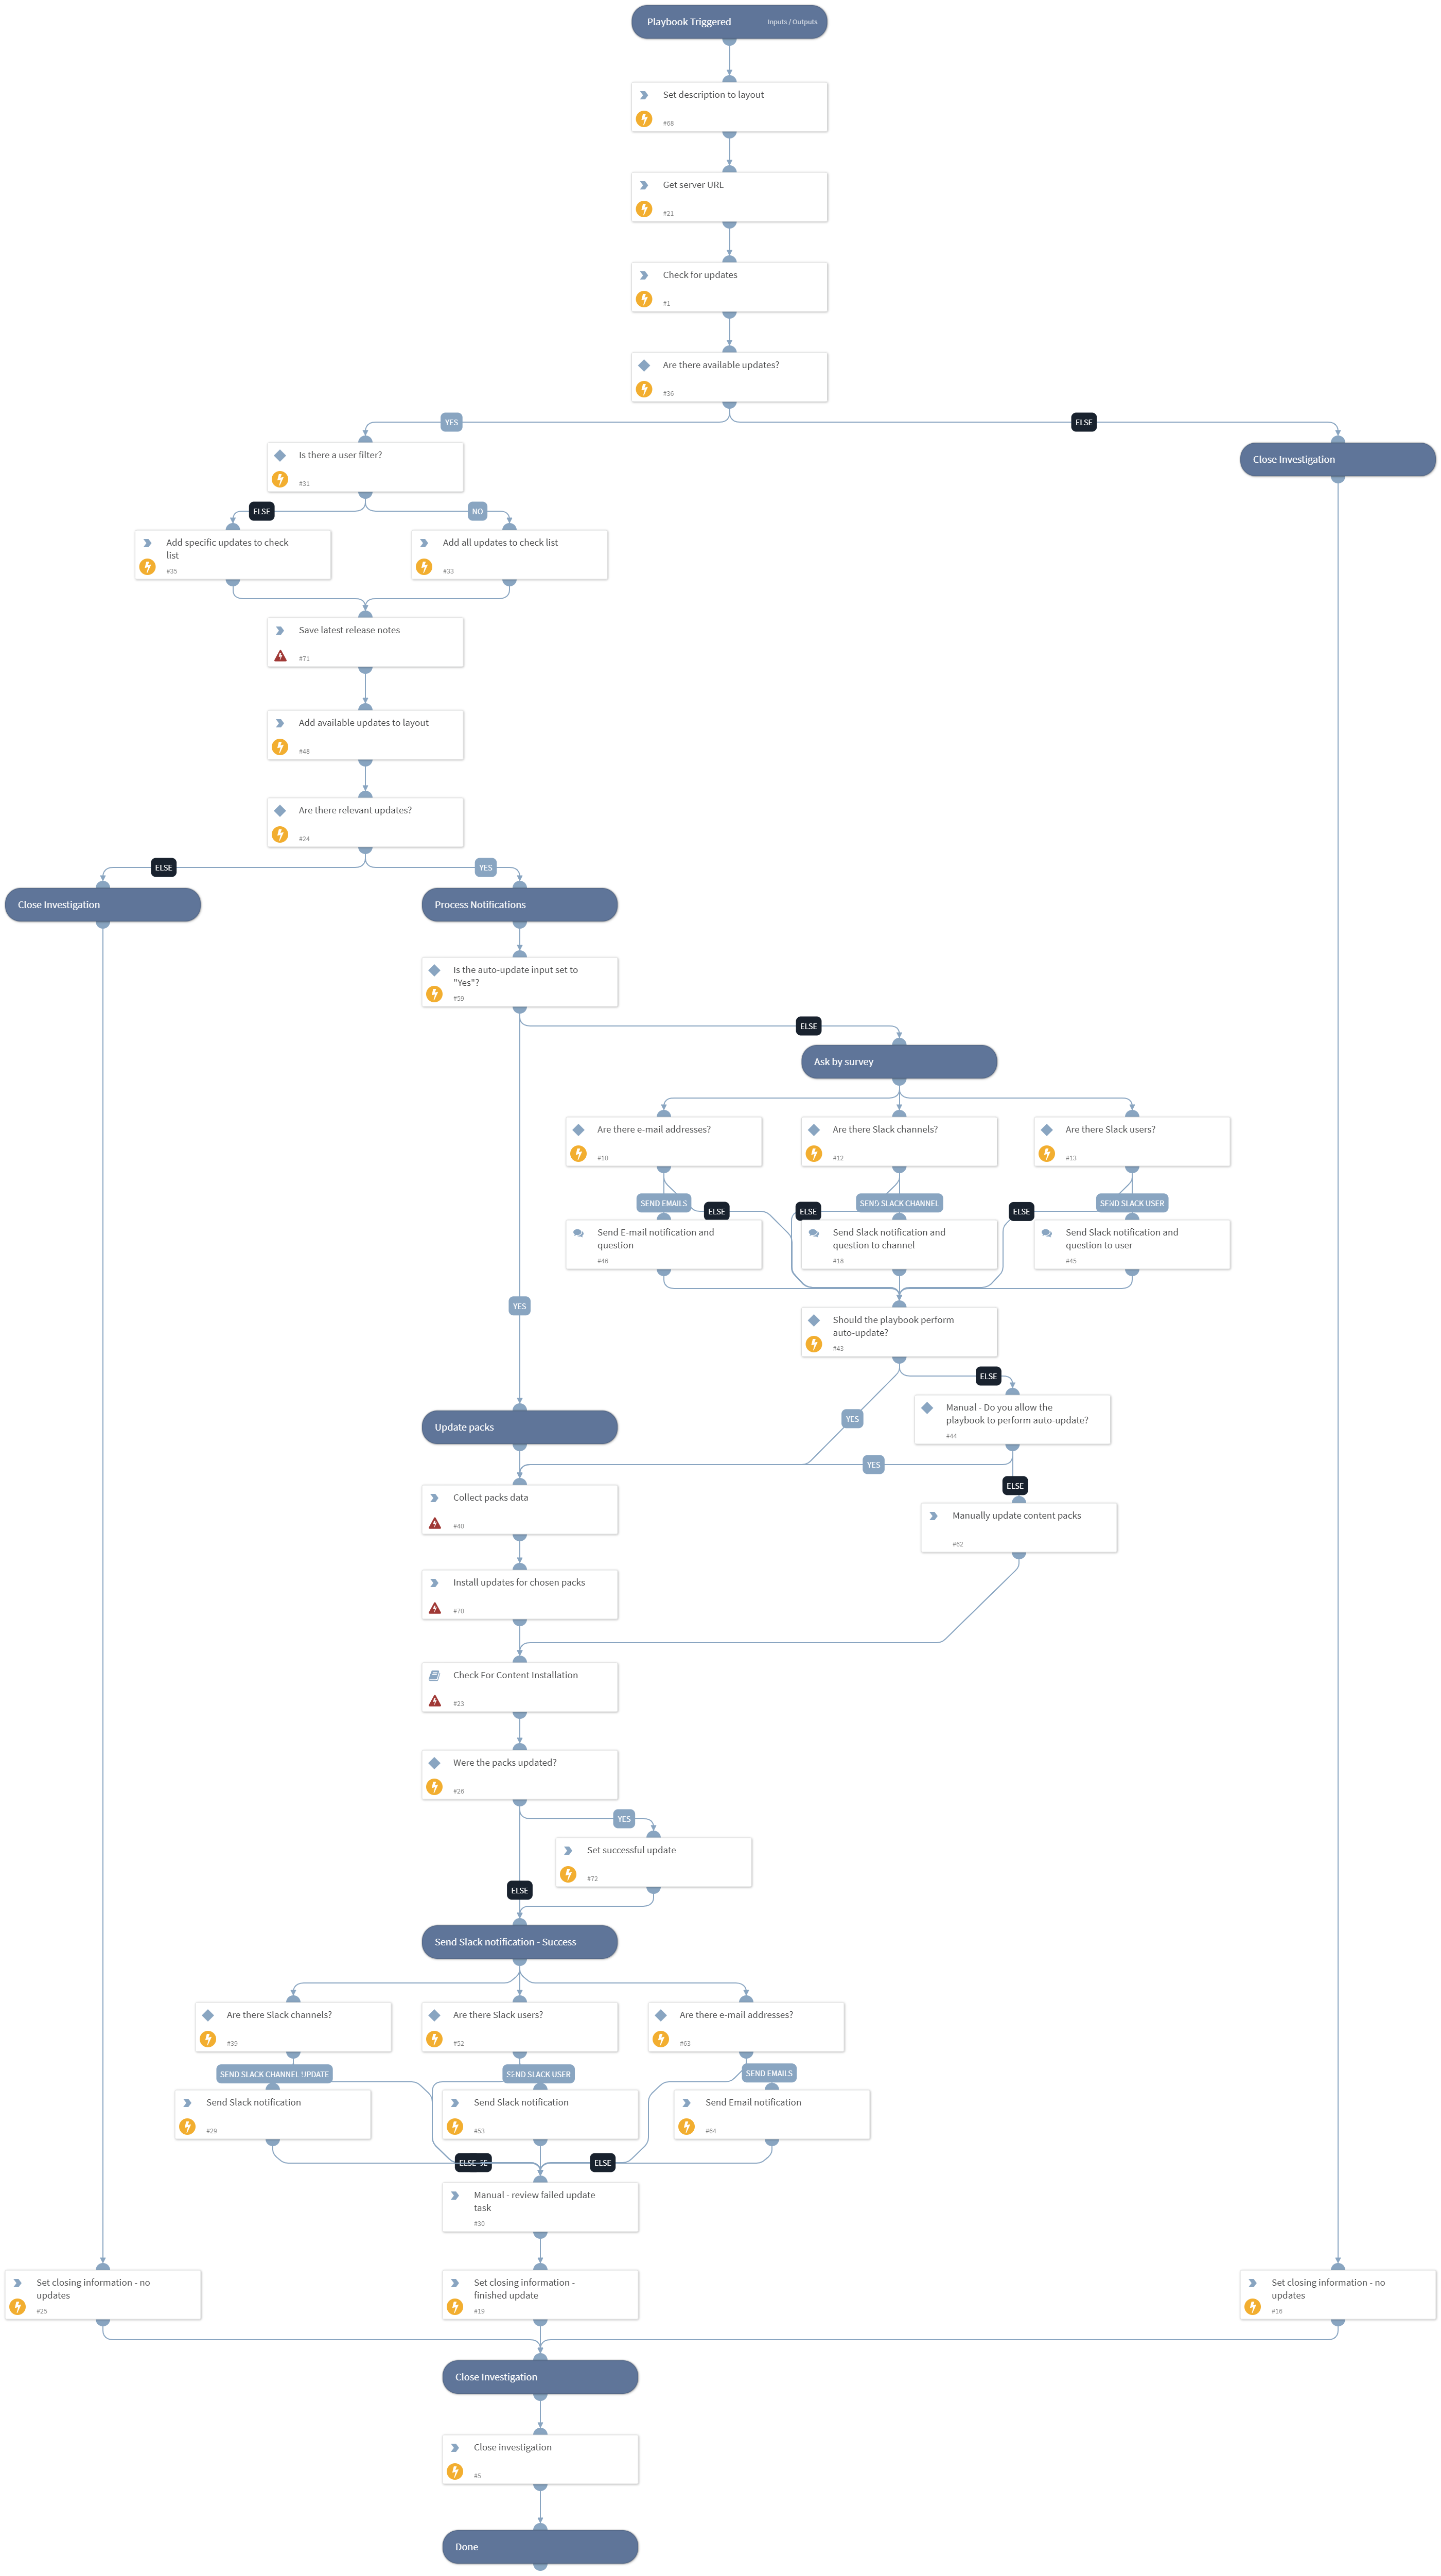 Playbook Triggered
Inputs / Outputs
Set description to layout
#68
Get server URL
#21
Check for updates
#1
Are there available updates?
#36
YES
ELSE
Is there a user filter?
#31
Close Investigation
ELSE
NO
Add specific updates to check
list
#35
Add all updates to check list
#33
Save latest release notes
#71
Add available updates to layout
#48
Are there relevant updates?
#24
ELSE
YES
Close Investigation
Process Notifications
Is the auto-update input set to
"Yes"?
#59
ELSE
Ask by survey
Are there e-mail addresses?
#10
Are there Slack channels?
#12
Are there Slack users?
#13
SEND EMAILS
ELSE
ELSE
SEND SLACK CHANNEL
ELSE
SEND SLACK USER
Send E-mail notification and
question
#46
Send Slack notification and
question to channel
#18
Send Slack notification and
question to user
#45
YES
Should the playbook perform
auto-update?
#43
ELSE
YES
Manual - Do you allow the
playbook to perform auto-update?
#44
Update packs
YES
ELSE
Collect packs data
#40
Manually update content packs
#62
Install updates for chosen packs
#70
Check For Content Installation
#23
Were the packs updated?
#26
YES
Set successful update
#72
ELSE
Send Slack notification - Success
Are there Slack channels?
#39
Are there Slack users?
#52
Are there e-mail addresses?
#63
SEND SLACK CHANNEL UPDATE
SEND SLACK USER
SEND EMAILS
Send Slack notification
#29
Send Slack notification
#53
Send Email notification
#64
ELSE
ELSE
Manual - review failed update
task
#30
Set closing information - no
updates
#25
Set closing information -
finished update
#19
Set closing information - no
updates
#16
Close Investigation
Close investigation
#5
Done